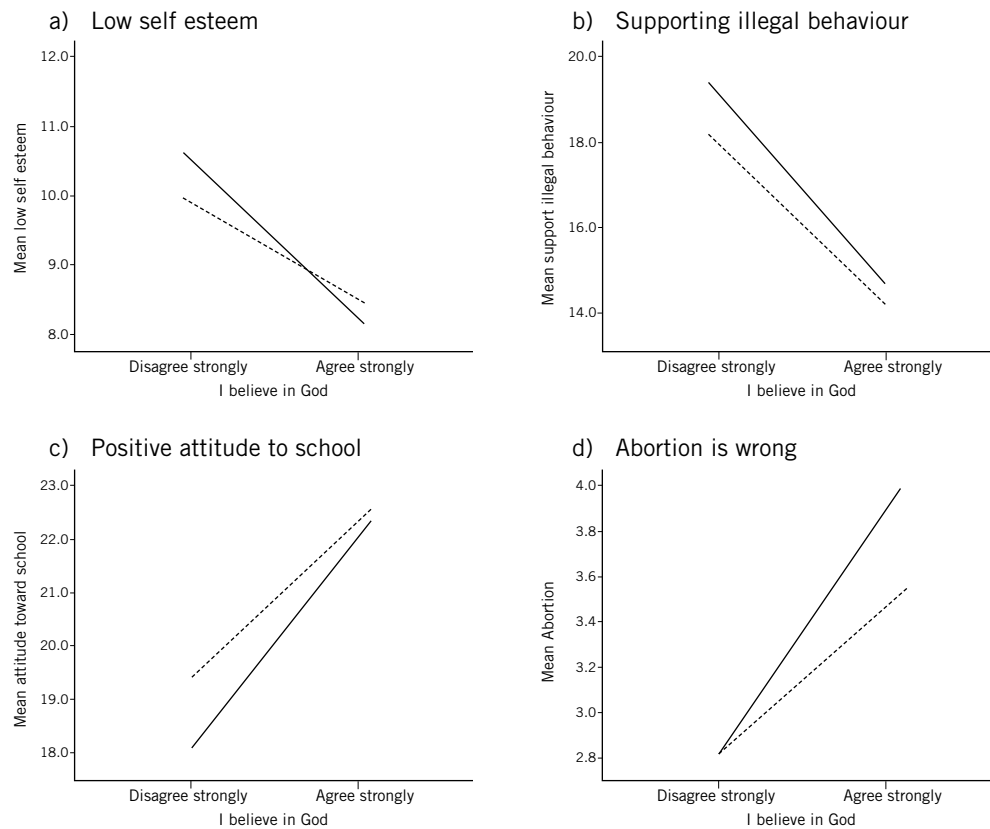 a) Low self esteem
12.0
11.0
10.0
9.0
8.0
Mean low self esteem
Disagree strongly Agree strongly
I believe in God
b) Supporting illegal behaviour
20.0
18.0
16.0
14.0
Mean support illegal behaviour
Disagree strongly Agree strongly
I believe in God
c) Positive attitude to school
23.0
22.0
21.0
20.0
19.0
18.0
Mean attitude toward school
Disagree strongly Agree strongly
I believe in God
d) Abortion is wrong
4.0
3.8
3.6
3.4
3.2
3.0
2.8
Mean Abortion
Disagree strongly Agree strongly
I believe in God